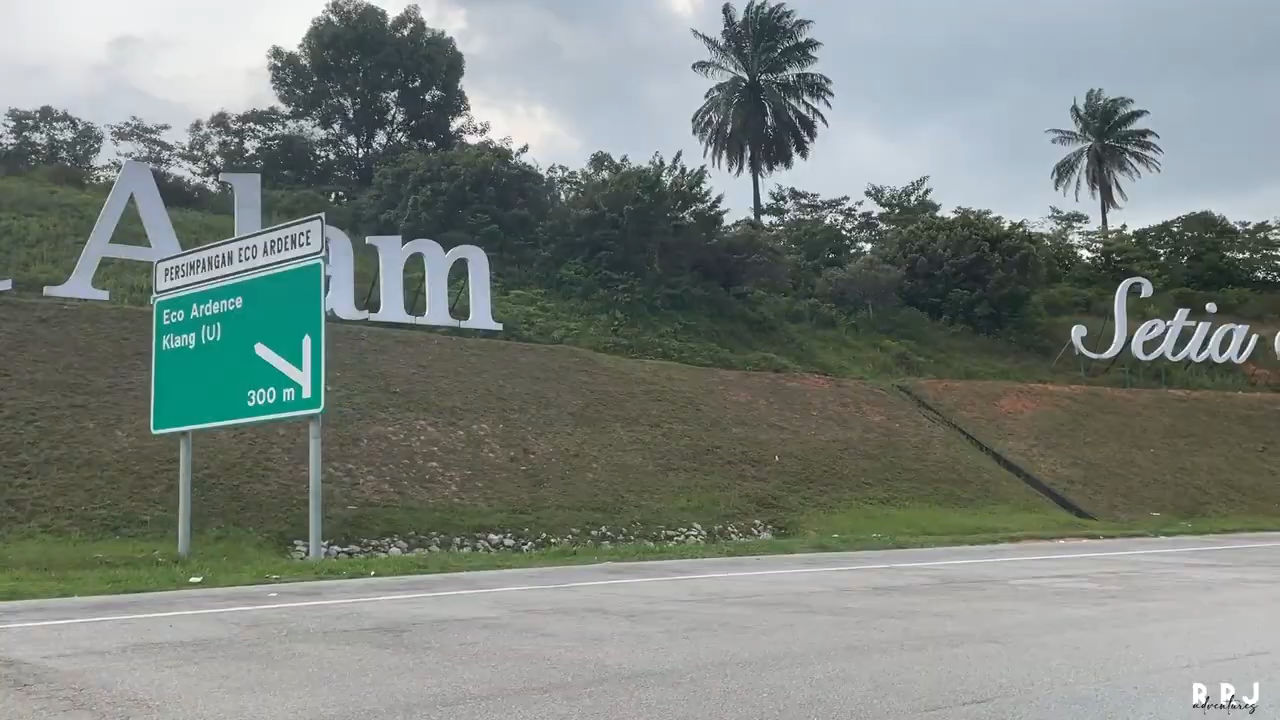 Alam
PERSIMPANGAN ECO ARDENCE
Eco Ardence
Klang (U)
300 m
Setia
RPJ
adventures